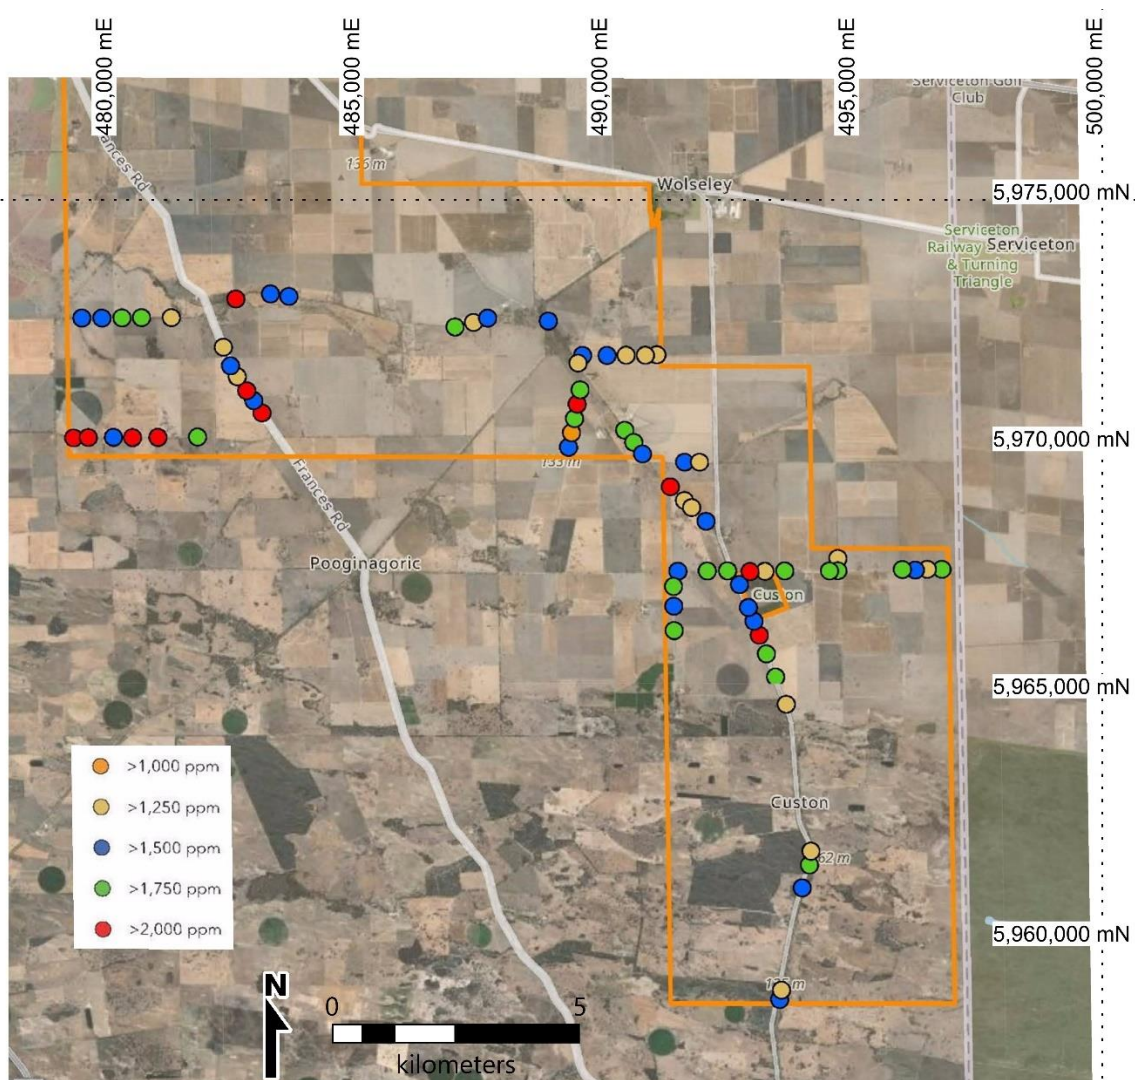 480,000 mE
485,000 mE
490,000 mE
495,000 mE
500,000 mE
Serviceton Golf
Club
Frances Rd
136 m
Wolseley
5,975,000 mN
Serviceton
Railway
& Turning
Triangle
Serviceton
5,970,000 mN
133 m
Frances Rd
Pooginagoric
Custon
5,965,000 mN
>1,000 ppm
>1,250 ppm
>1,500 ppm
>1,750 ppm
>2,000 ppm
Custon
5,960,000 mN
N
0 5
kilometers